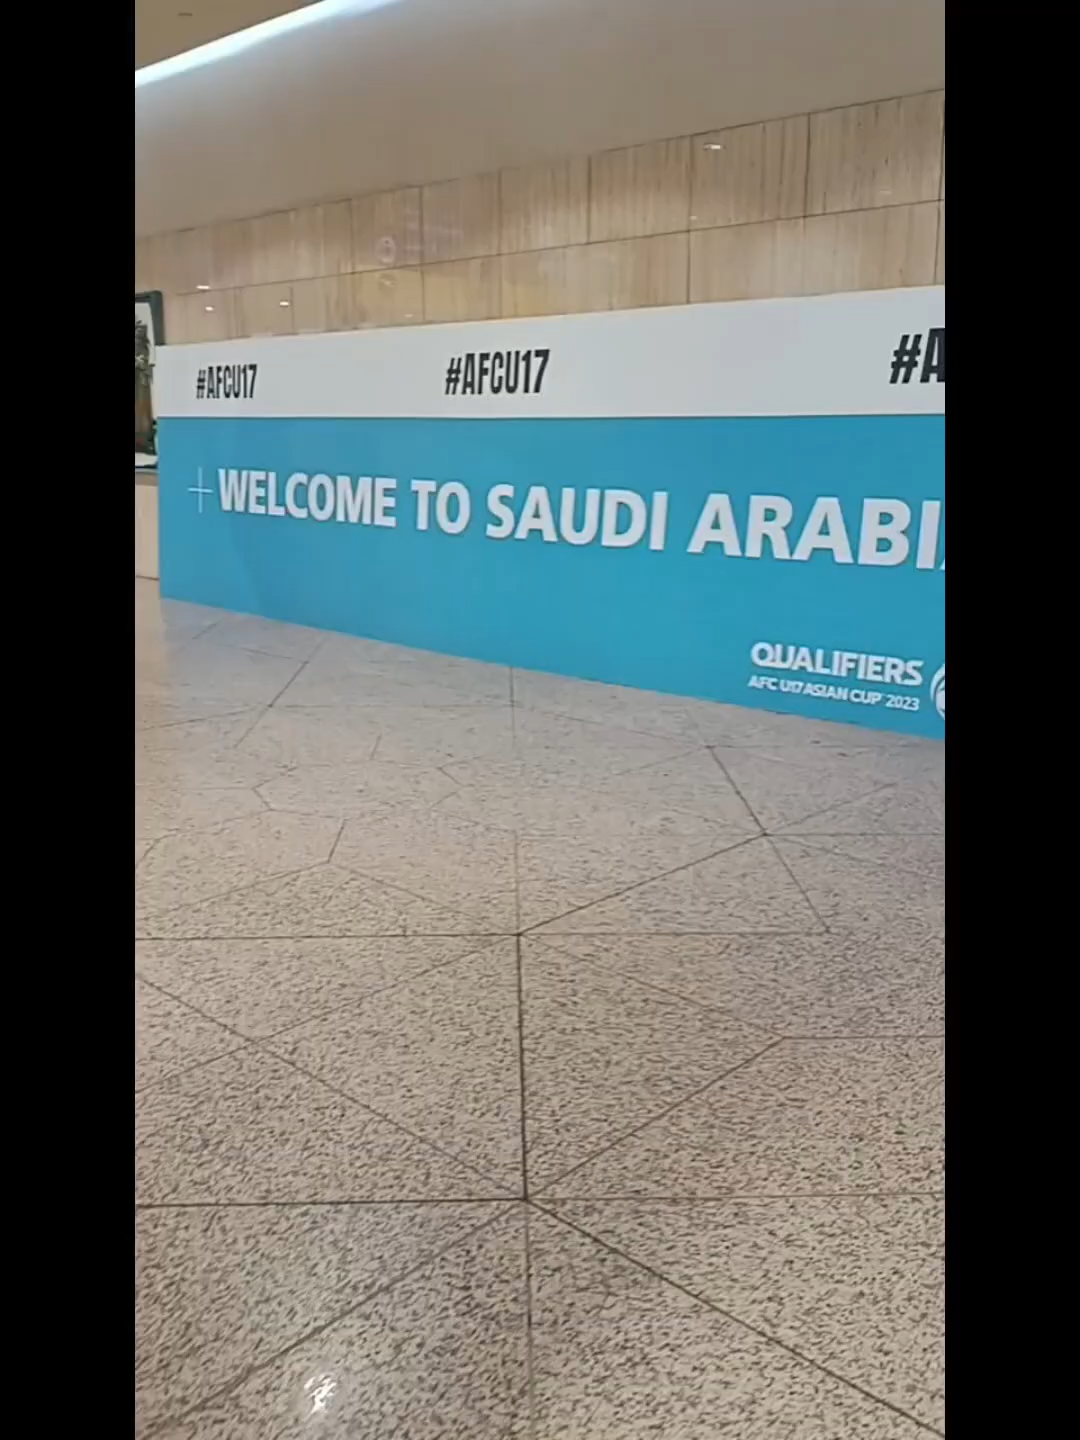 #AFCU17 #AFCU17 #A
WELCOME TO SAUDI ARABI
QUALIFIERS
AFC U17 ASIAN CUP 2023